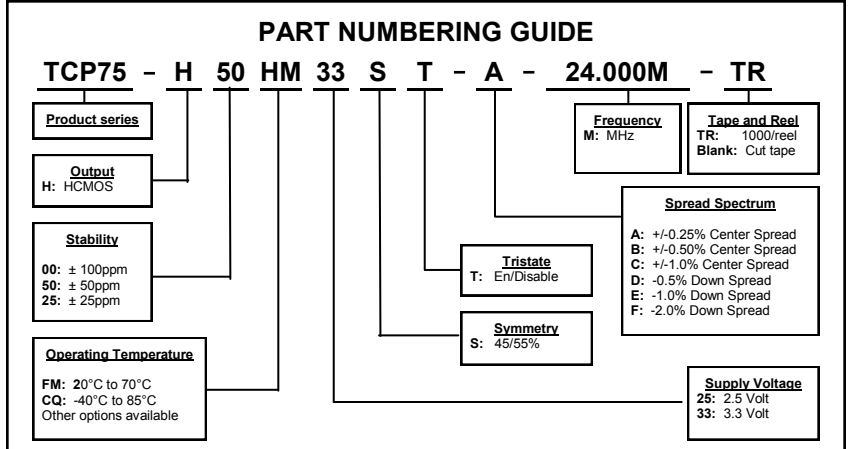 PART NUMBERING GUIDE
TCP75 – H 50 HM 33 S T – A – 24.000M – TR
Product series
Frequency
M: MHz
Tape and Reel
TR: 1000/reel
Blank: Cut tape
Output
H: HCMOS
Spread Spectrum
A: +/-0.25% Center Spread
B: +/-0.50% Center Spread
C: +/-1.0% Center Spread
D: -0.5% Down Spread
E: -1.0% Down Spread
F: -2.0% Down Spread
Stability
00: ± 100ppm
50: ± 50ppm
25: ± 25ppm
Tristate
T: En/Disable
Symmetry
S: 45/55%
Operating Temperature
FM: 20°C to 70°C
CQ: -40°C to 85°C
Other options available
Supply Voltage
25: 2.5 Volt
33: 3.3 Volt